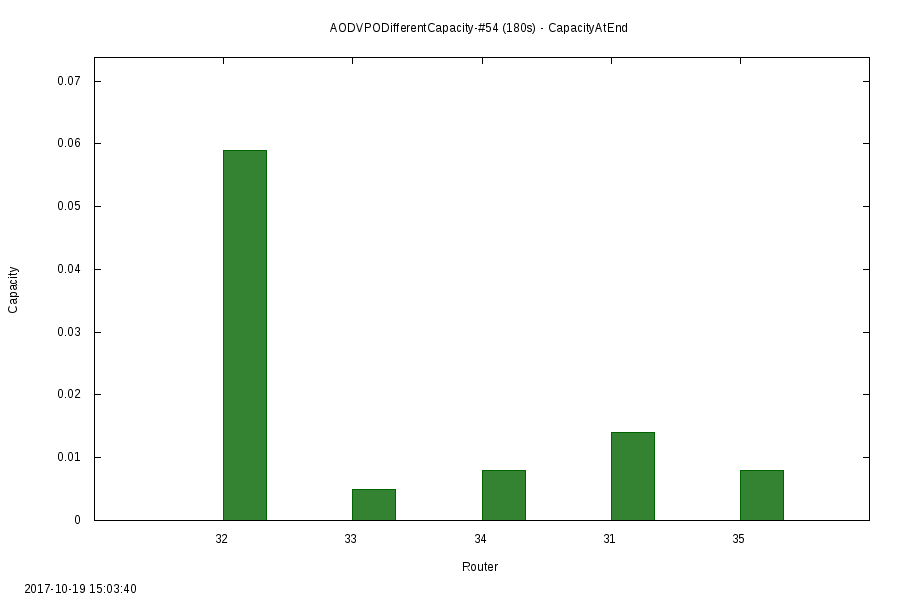 AODVPODifferentCapacity-#54 (180s) - CapacityAtEnd
0.07
0.06
0.05
0.04
0.03
0.02
0.01
0
Capacity
32 33 34 31 35
Router
2017-10-19 15:03:40